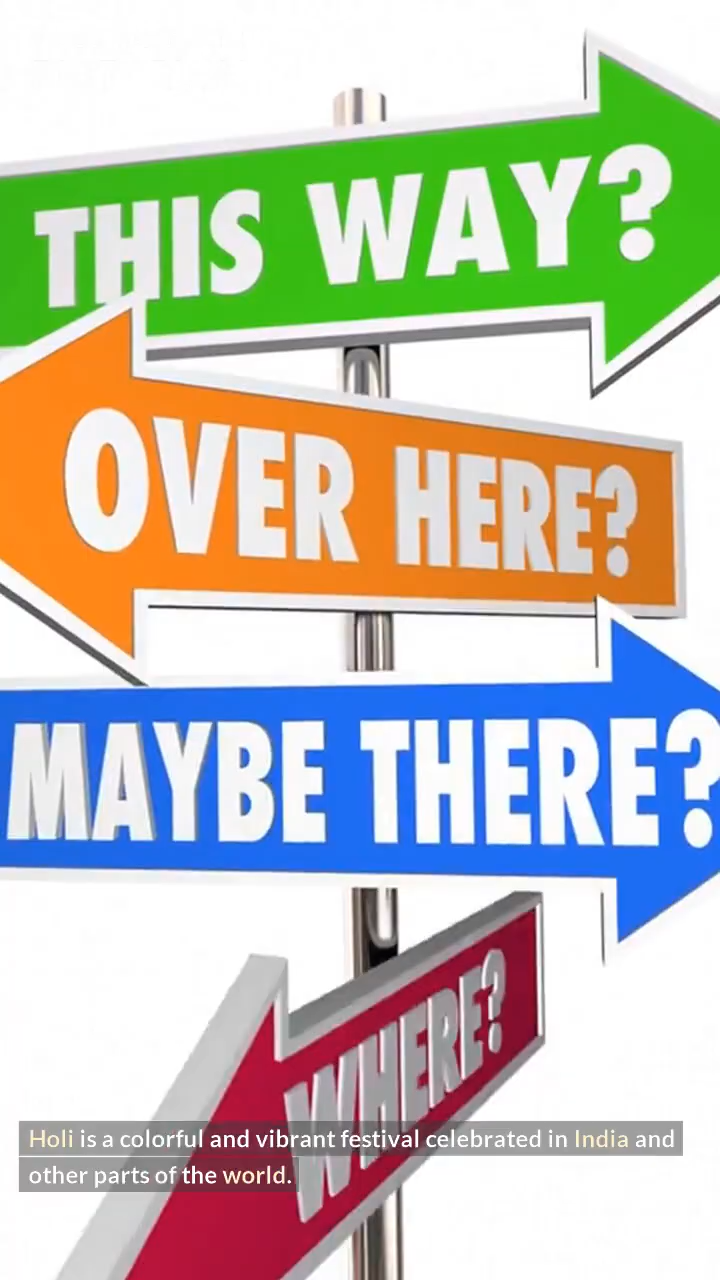 THIS WAY?
OVER HERE?
MAYBE THERE?
WHERE?
Holi is a colorful and vibrant festival celebrated in India and
other parts of the world.